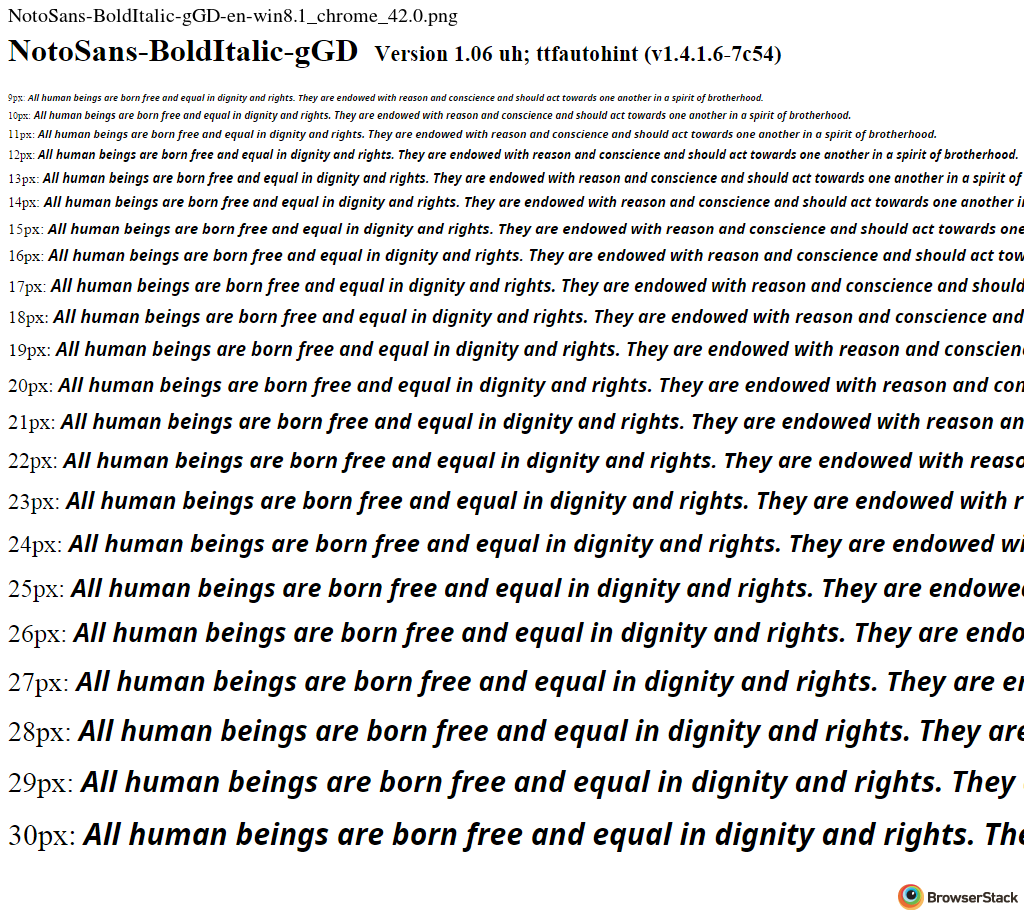 NotoSans-BoldItalic-gGD-en-win8.1_chrome_42.0.png
NotoSans-BoldItalic-gGD Version 1.06 uh; ttfautohint (v1.4.1.6-7c54)
9px: All human beings are born free and equal in dignity and rights. They are endowed with reason and conscience and should act towards one another in a spirit of brotherhood.
10px: All human beings are born free and equal in dignity and rights. They are endowed with reason and conscience and should act towards one another in a spirit of brotherhood.
11px: All human beings are born free and equal in dignity and rights. They are endowed with reason and conscience and should act towards one another in a spirit of brotherhood.
12px: All human beings are born free and equal in dignity and rights. They are endowed with reason and conscience and should act towards one another in a spirit of brotherhood.
13px: All human beings are born free and equal in dignity and rights. They are endowed with reason and conscience and should act towards one another in a spirit of
14px: All human beings are born free and equal in dignity and rights. They are endowed with reason and conscience and should act towards one another i
15px: All human beings are born free and equal in dignity and rights. They are endowed with reason and conscience and should act towards one
16px: All human beings are born free and equal in dignity and rights. They are endowed with reason and conscience and should act tow
17px: All human beings are born free and equal in dignity and rights. They are endowed with reason and conscience and should
18px: All human beings are born free and equal in dignity and rights. They are endowed with reason and conscience and
19px: All human beings are born free and equal in dignity and rights. They are endowed with reason and conscien
20px: All human beings are born free and equal in dignity and rights. They are endowed with reason and con
21px: All human beings are born free and equal in dignity and rights. They are endowed with reason an
22px: All human beings are born free and equal in dignity and rights. They are endowed with reaso
23px: All human beings are born free and equal in dignity and rights. They are endowed with r
24px: All human beings are born free and equal in dignity and rights. They are endowed wi
25px: All human beings are born free and equal in dignity and rights. They are endowe
26px: All human beings are born free and equal in dignity and rights. They are endo
27px: All human beings are born free and equal in dignity and rights. They are en
28px: All human beings are born free and equal in dignity and rights. They are
29px: All human beings are born free and equal in dignity and rights. They
30px: All human beings are born free and equal in dignity and rights. The
BrowserStack